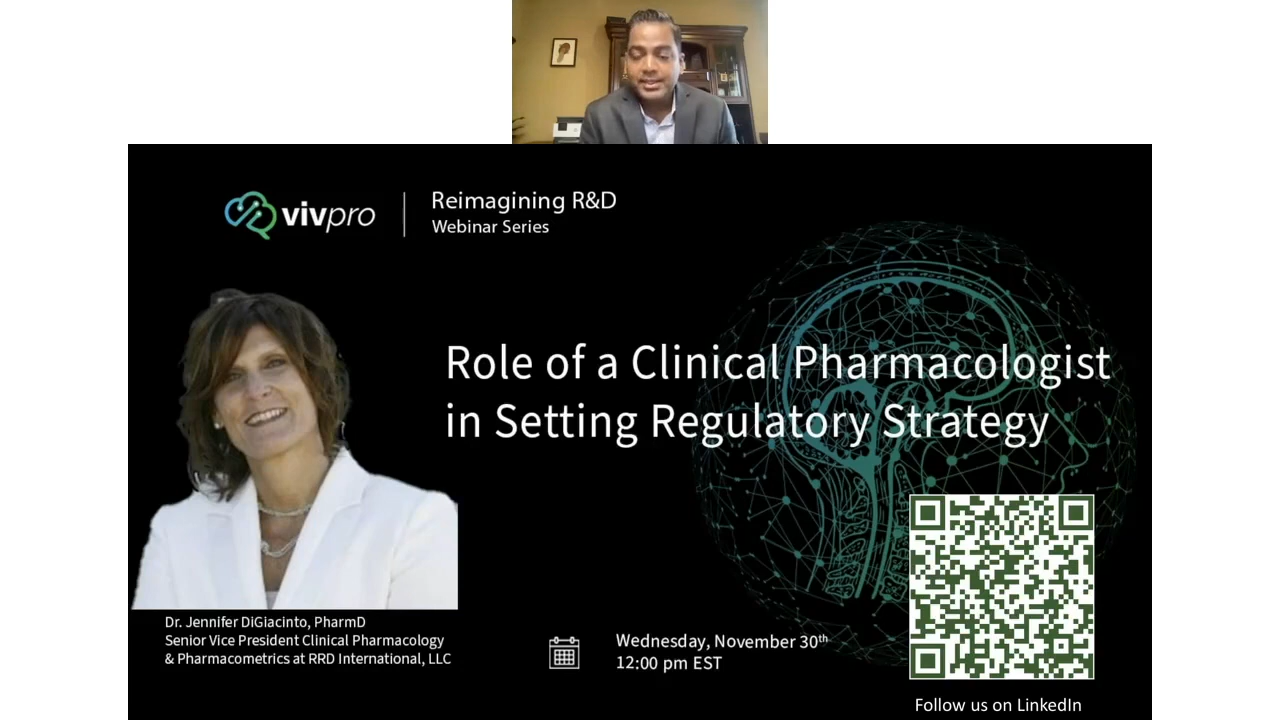 vivpro
Reimagining R&D
Webinar Series
Role of a Clinical Pharmacologist
in Setting Regulatory Strategy
Dr. Jennifer DiGiacinto, PharmD
Senior Vice President Clinical Pharmacology
& Pharmacometrics at RRD International, LLC
Wednesday, November 30th
12:00 pm EST
Follow us on LinkedIn